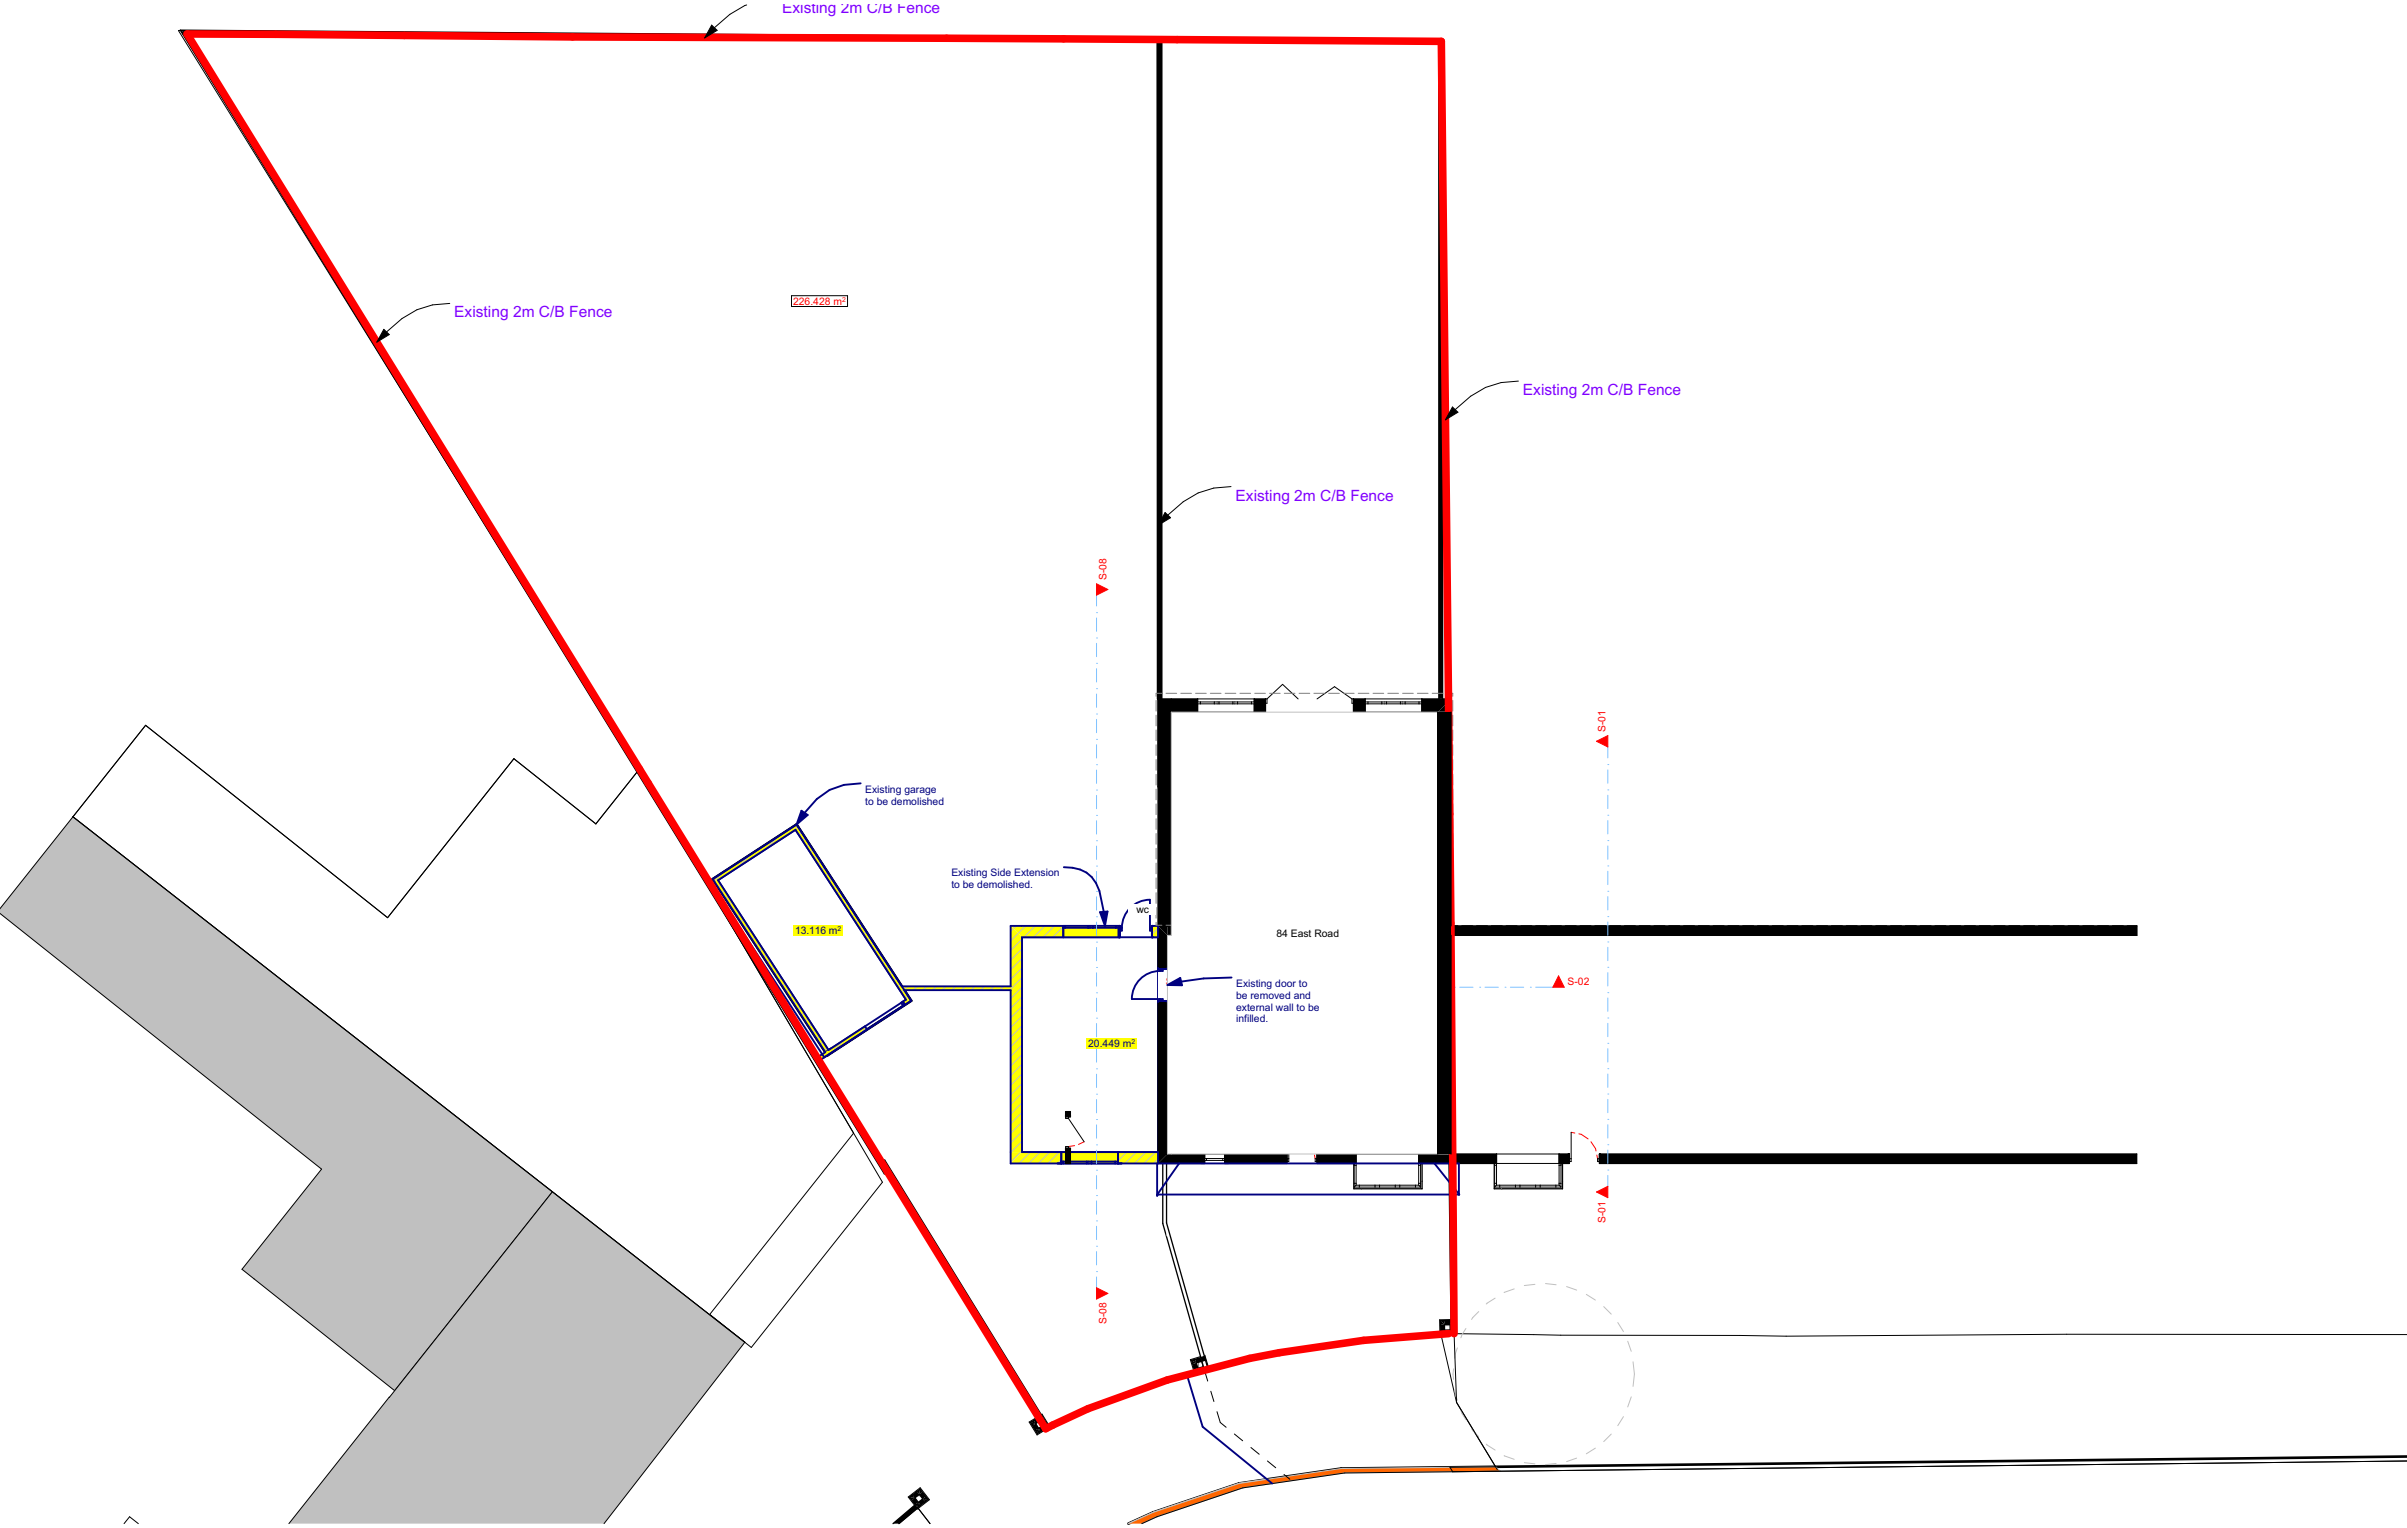 Existing 2m C/B Fence
226.428 m²
Existing 2m C/B Fence
Existing 2m C/B Fence
Existing 2m C/B Fence
S-08
S-01
Existing garage
to be demolished
Existing Side Extension
to be demolished.
wc
13.116 m²
84 East Road
Existing door to
be removed and
external wall to be
infilled.
S-02
20.449 m²
S-01
S-08